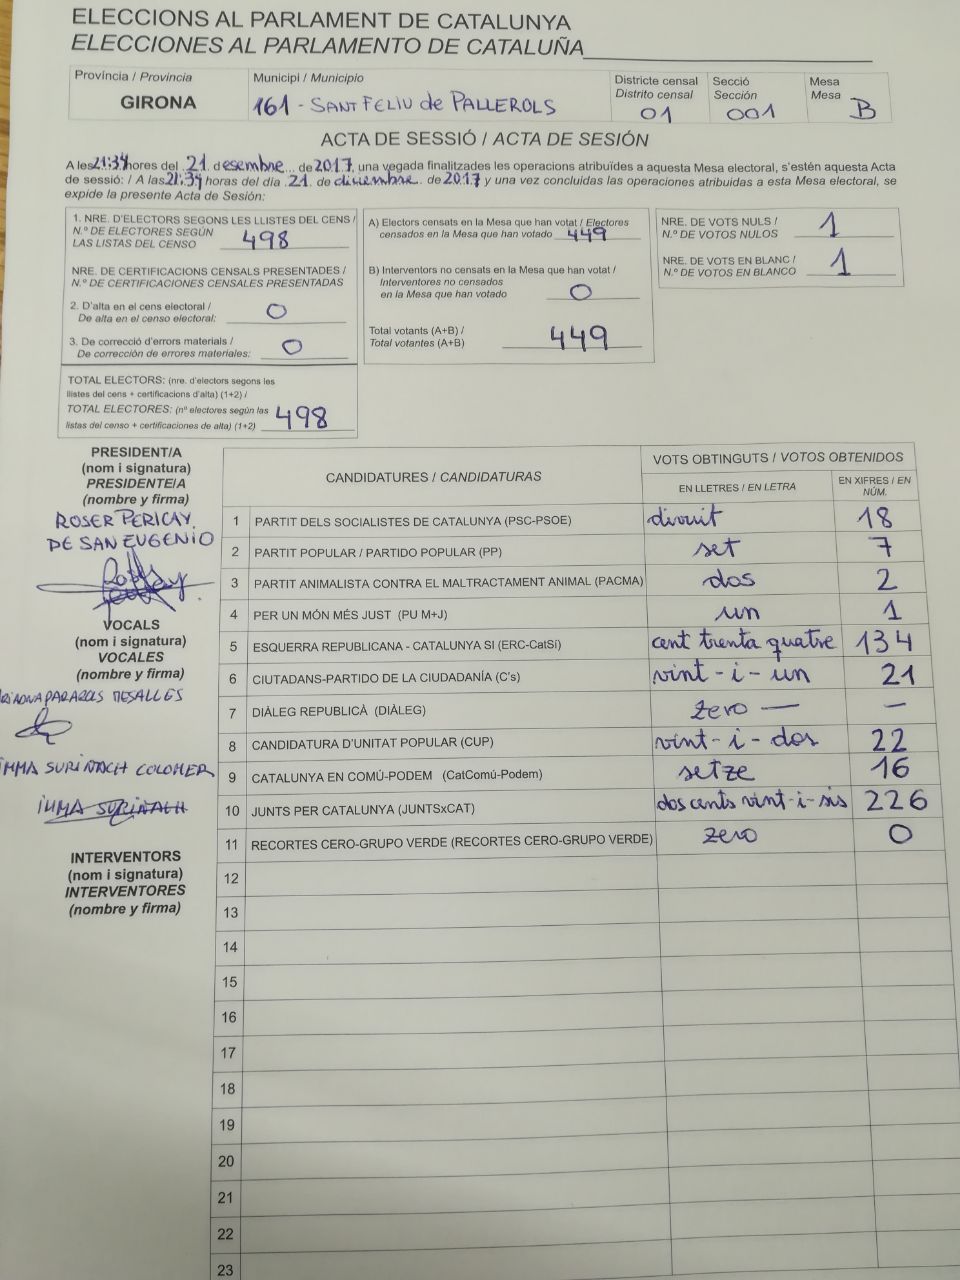 ELECCIONS AL PARLAMENT DE CATALUNYA
ELECCIONES AL PARLAMENTO DE CATALUÑA
Província / Provincia
GIRONA
Municipi / Municipio
161 - SANT FELIU de PALLEROLS
Districte censal
Distrito censal
01
Secció
Sección
001
Mesa
Mesa
B
ACTA DE SESSIÓ / ACTA DE SESIÓN
A les 21:34 hores del 21 desembre de 2017, una vegada finalitzades les operacions atribuïdes a aquesta Mesa electoral, s'estén aquesta Acta
de sessió: / A las 21:34 horas del día 21 de diciembre de 2017 y una vez concluidas las operaciones atribuidas a esta Mesa electoral, se
expide la presente Acta de Sesión:
1. NRE. D'ELECTORS SEGONS LES LLISTES DEL CENS /
N.º DE ELECTORES SEGÚN
LAS LISTAS DEL CENSO 498
NRE. DE CERTIFICACIONS CENSALS PRESENTADES /
N.º DE CERTIFICACIONES CENSALES PRESENTADAS
2. D'alta en el cens electoral /
De alta en el censo electoral: 0
3. De correcció d'errors materials /
De corrección de errores materiales: 0
TOTAL ELECTORS: (nre. d'electors segons les
llistes del cens + certificacions d'alta) (1+2) /
TOTAL ELECTORES: (nº electores según las
listas del censo + certificaciones de alta) (1+2) 498
A) Electors censats en la Mesa que han votat / Electores
censados en la Mesa que han votado 449
B) Interventors no censats en la Mesa que han votat /
Interventores no censados
en la Mesa que han votado 0
Total votants (A+B) /
Total votantes (A+B) 449
NRE. DE VOTS NULS /
N.º DE VOTOS NULOS 1
NRE. DE VOTS EN BLANC /
N.º DE VOTOS EN BLANCO 1
PRESIDENT/A
(nom i signatura)
PRESIDENTE/A
(nombre y firma)
ROSER PERICAY
DE SAN EUGENIO
VOCALS
(nom i signatura)
VOCALES
(nombre y firma)
IMMA SURIÑACH COLOMER
IMMA SURIÑACH
INTERVENTORS
(nom i signatura)
INTERVENTORES
(nombre y firma)
CANDIDATURES / CANDIDATURAS
VOTS OBTINGUTS / VOTOS OBTENIDOS
EN LLETRES / EN LETRA
EN XIFRES / EN NÚM.
1 PARTIT DELS SOCIALISTES DE CATALUNYA (PSC-PSOE) divuit 18
2 PARTIT POPULAR / PARTIDO POPULAR (PP) set 7
3 PARTIT ANIMALISTA CONTRA EL MALTRACTAMENT ANIMAL (PACMA) dos 2
4 PER UN MÓN MÉS JUST (PU M+J) un 1
5 ESQUERRA REPUBLICANA - CATALUNYA SI (ERC-CatSí) cent trenta quatre 134
6 CIUTADANS-PARTIDO DE LA CIUDADANÍA (C's) vint-i-un 21
7 DIÀLEG REPUBLICÀ (DIÀLEG) zero — —
8 CANDIDATURA D'UNITAT POPULAR (CUP) vint-i-dos 22
9 CATALUNYA EN COMÚ-PODEM (CatComú-Podem) setze 16
10 JUNTS PER CATALUNYA (JUNTSxCAT) dos cents vint-i-sis 226
11 RECORTES CERO-GRUPO VERDE (RECORTES CERO-GRUPO VERDE) zero 0
12
13
14
15
16
17
18
19
20
21
22
23